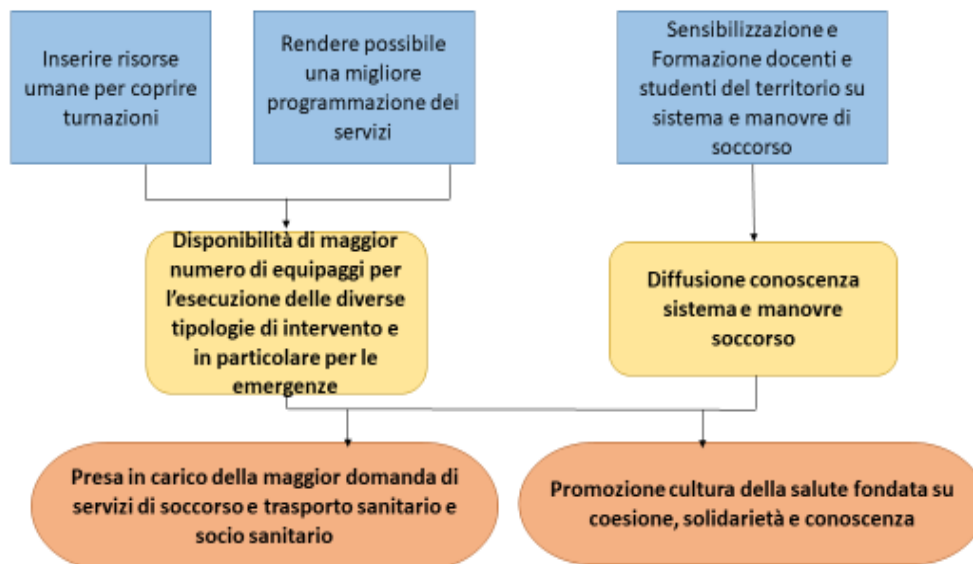 Inserire risorse
umane per coprire
turnazioni
Rendere possibile
una migliore
programmazione dei
servizi
Sensibilizzazione e
Formazione docenti e
studenti del territorio su
sistema e manovre di
soccorso
Disponibilità di maggior
numero di equipaggi per
l'esecuzione delle diverse
tipologie di intervento e
in particolare per le
emergenze
Diffusione conoscenza
sistema e manovre
soccorso
Presa in carico della maggior domanda di
servizi di soccorso e trasporto sanitario e
socio sanitario
Promozione cultura della salute fondata su
coesione, solidarietà e conoscenza